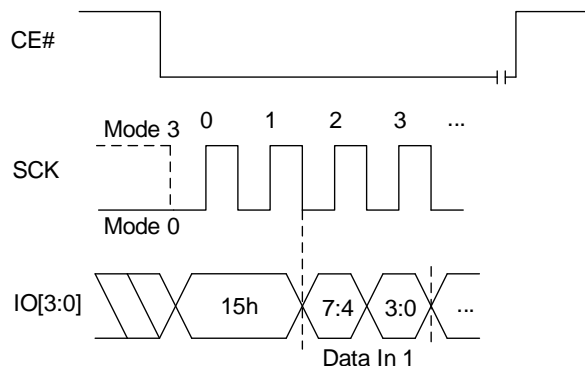 CE#
Mode 3 0 1 2 3 ...
SCK
Mode 0
IO[3:0] 15h 7:4 3:0 ...
Data In 1